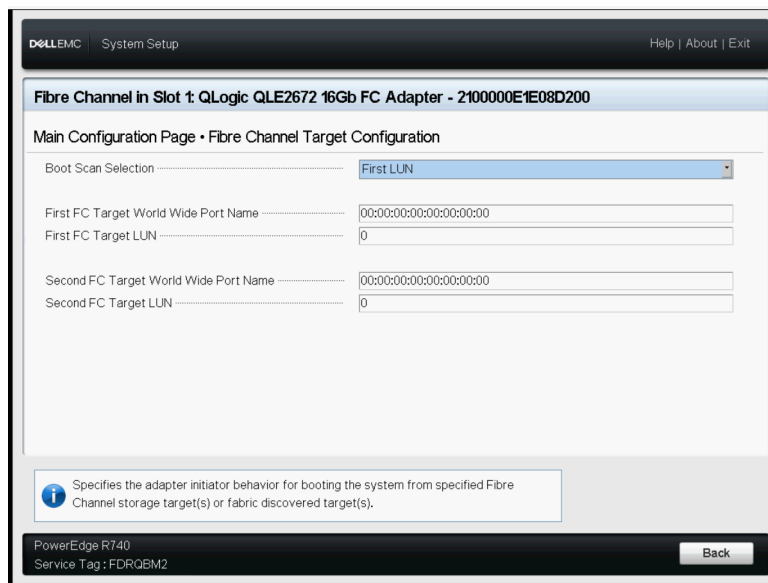 DELLEMC System Setup Help | About | Exit
Fibre Channel in Slot 1: QLogic QLE2672 16Gb FC Adapter - 2100000E1E08D200
Main Configuration Page • Fibre Channel Target Configuration
Boot Scan Selection First LUN
First FC Target World Wide Port Name 00:00:00:00:00:00:00:00
First FC Target LUN 0
Second FC Target World Wide Port Name 00:00:00:00:00:00:00:00
Second FC Target LUN 0
Specifies the adapter initiator behavior for booting the system from specified Fibre
Channel storage target(s) or fabric discovered target(s).
PowerEdge R740
Service Tag : FDRQBM2
Back